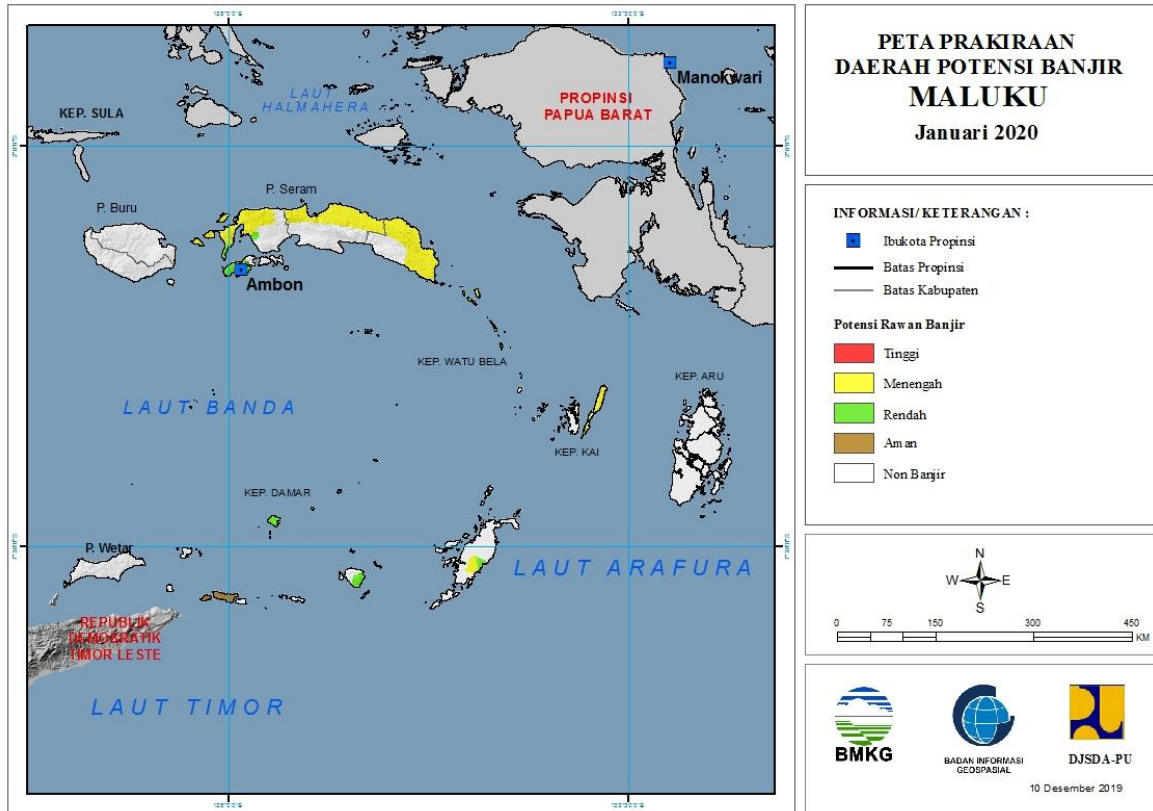 KEP. SULA
LAUT
HALMAHERA
PROPINSI
PAPUA BARAT
Manokwari
P. Buru
P. Seram
Ambon
KEP. WATU BELA
LAUT BANDA
KEP. KAI
KEP. ARU
KEP. DAMAR
P. Wetar
LAUT ARAFURA
REPUBLIK
DEMOARATIK
TIMOR LESTE
LAUT TIMOR
PETA PRAKIRAAN
DAERAH POTENSI BANJIR
MALUKU
Januari 2020
INFORMASI/ KETERANGAN :
Ibukota Propinsi
Batas Propinsi
Batas Kabupaten
Potensi Rawan Banjir
Tinggi
Menengah
Rendah
Aman
Non Banjir
N
W E
S
0 75 150 300 450
KM
BMKG
BADAN INFORMASI
GEOSPASIAL
DJSDA-PU
10 Desember 2019